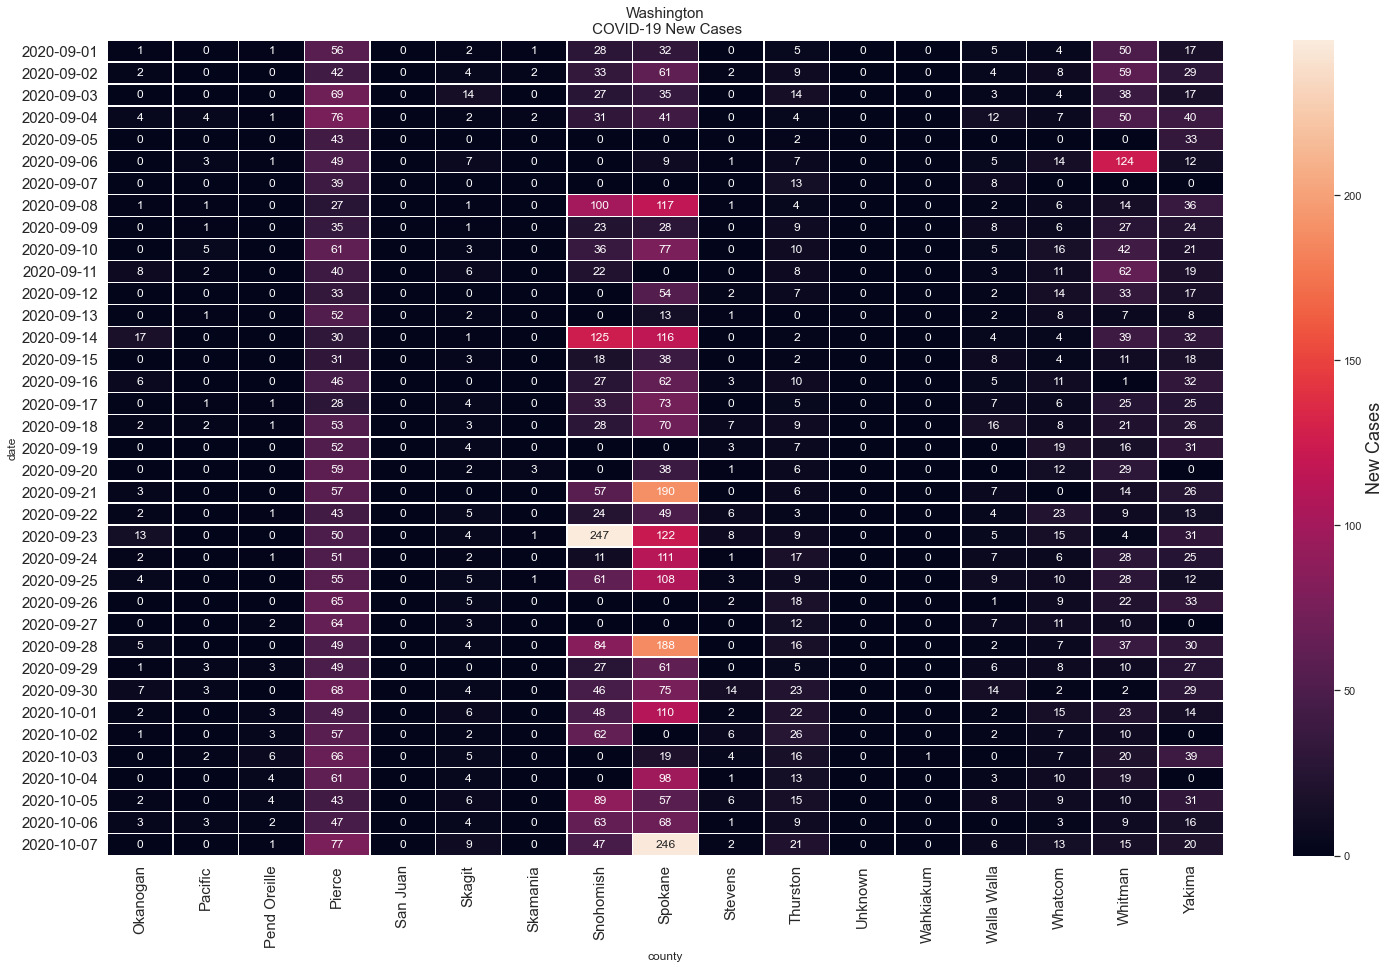 Washington
COVID-19 New Cases
2020-09-01 1 0 1 56 0 2 1 28 32 0 5 0 0 5 4 50 17
2020-09-02 2 0 0 42 0 4 2 33 61 2 9 0 0 4 8 59 29
2020-09-03 0 0 0 69 0 14 0 27 35 0 14 0 0 3 4 38 17
2020-09-04 4 4 1 76 0 2 2 31 41 0 4 0 0 12 7 50 40
2020-09-05 0 0 0 43 0 0 0 0 0 0 2 0 0 0 0 0 33
2020-09-06 0 3 1 49 0 7 0 0 9 1 7 0 0 5 14 124 12
2020-09-07 0 0 0 39 0 0 0 0 0 0 13 0 0 8 0 0 0
2020-09-08 1 1 0 27 0 1 0 100 117 1 4 0 0 2 6 14 36
2020-09-09 0 1 0 35 0 1 0 23 28 0 9 0 0 8 6 27 24
2020-09-10 0 5 0 61 0 3 0 36 77 0 10 0 0 5 16 42 21
2020-09-11 8 2 0 40 0 6 0 22 0 0 8 0 0 3 11 62 19
2020-09-12 0 0 0 33 0 0 0 0 54 2 7 0 0 2 14 33 17
2020-09-13 0 1 0 52 0 2 0 0 13 1 0 0 0 2 8 7 8
2020-09-14 17 0 0 30 0 1 0 125 116 0 2 0 0 4 4 39 32
2020-09-15 0 0 0 31 0 3 0 18 38 0 2 0 0 8 4 11 18
2020-09-16 6 0 0 46 0 0 0 27 62 3 10 0 0 5 11 1 32
2020-09-17 0 1 1 28 0 4 0 33 73 0 5 0 0 7 6 25 25
2020-09-18 2 2 1 53 0 3 0 28 70 7 9 0 0 16 8 21 26
2020-09-19 0 0 0 52 0 4 0 0 0 3 7 0 0 0 19 16 31
2020-09-20 0 0 0 59 0 2 3 0 38 1 6 0 0 0 12 29 0
2020-09-21 3 0 0 57 0 0 0 57 190 0 6 0 0 7 0 14 26
2020-09-22 2 0 1 43 0 5 0 24 49 6 3 0 0 4 23 9 13
2020-09-23 13 0 0 50 0 4 1 247 122 8 9 0 0 5 15 4 31
2020-09-24 2 0 1 51 0 2 0 11 111 1 17 0 0 7 6 28 25
2020-09-25 4 0 0 55 0 5 1 61 108 3 9 0 0 9 10 28 12
2020-09-26 0 0 0 65 0 5 0 0 0 2 18 0 0 1 9 22 33
2020-09-27 0 0 2 64 0 3 0 0 0 0 12 0 0 7 11 10 0
2020-09-28 5 0 0 49 0 4 0 84 188 0 16 0 0 2 7 37 30
2020-09-29 1 3 3 49 0 0 0 27 61 0 5 0 0 6 8 10 27
2020-09-30 7 3 0 68 0 4 0 46 75 14 23 0 0 14 2 2 29
2020-10-01 2 0 3 49 0 6 0 48 110 2 22 0 0 2 15 23 14
2020-10-02 1 0 3 57 0 2 0 62 0 6 26 0 0 2 7 10 0
2020-10-03 0 2 6 66 0 5 0 0 19 4 16 0 1 0 7 20 39
2020-10-04 0 0 4 61 0 4 0 0 98 1 13 0 0 3 10 19 0
2020-10-05 2 0 4 43 0 6 0 89 57 6 15 0 0 8 9 10 31
2020-10-06 3 3 2 47 0 4 0 63 68 1 9 0 0 0 3 9 16
2020-10-07 0 0 1 77 0 9 0 47 246 2 21 0 0 6 13 15 20
Okanogan Pacific Pend Oreille Pierce San Juan Skagit Skamania Snohomish Spokane Stevens Thurston Unknown Wahkiakum Walla Walla Whatcom Whitman Yakima
county
date
200
150
100
50
0
New Cases